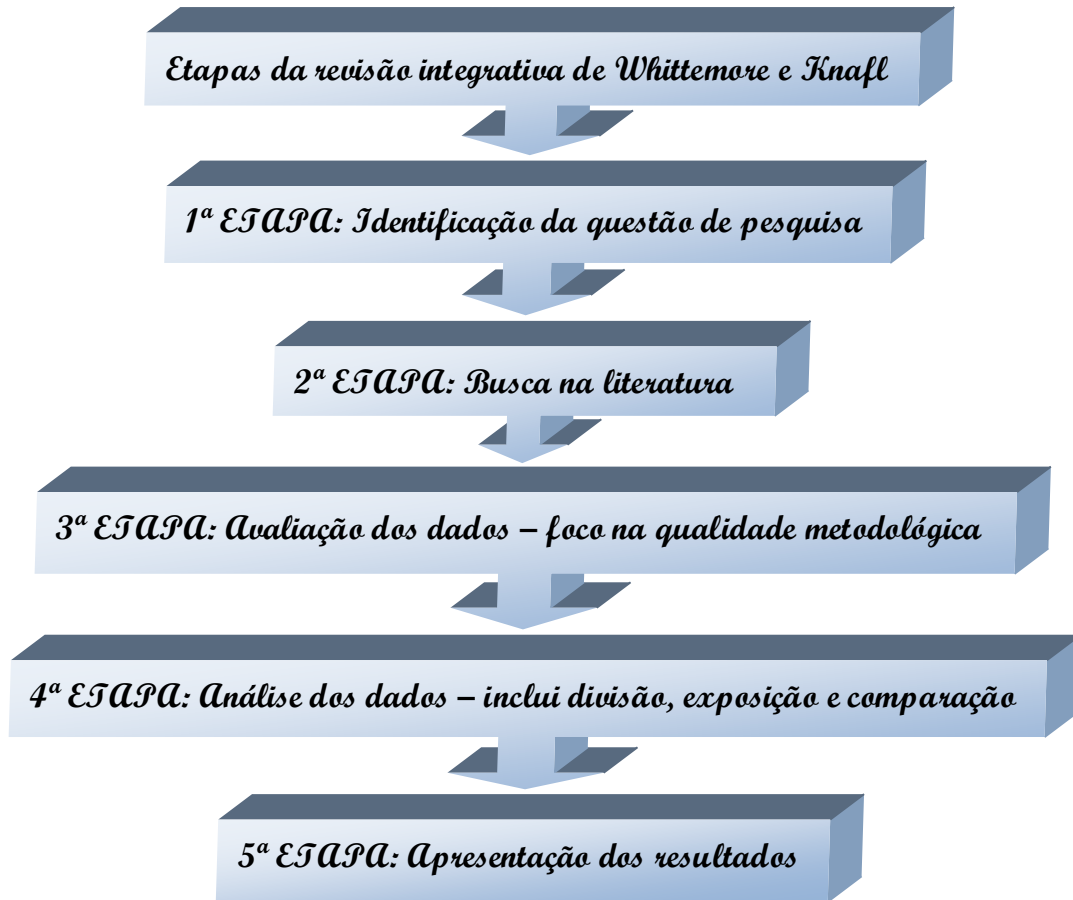 Etapas da revisão integrativa de Whittemore e Knafl
1ª ETAPA: Identificação da questão de pesquisa
2ª ETAPA: Busca na literatura
3ª ETAPA: Avaliação dos dados – foco na qualidade metodológica
4ª ETAPA: Análise dos dados – inclui divisão, exposição e comparação
5ª ETAPA: Apresentação dos resultados